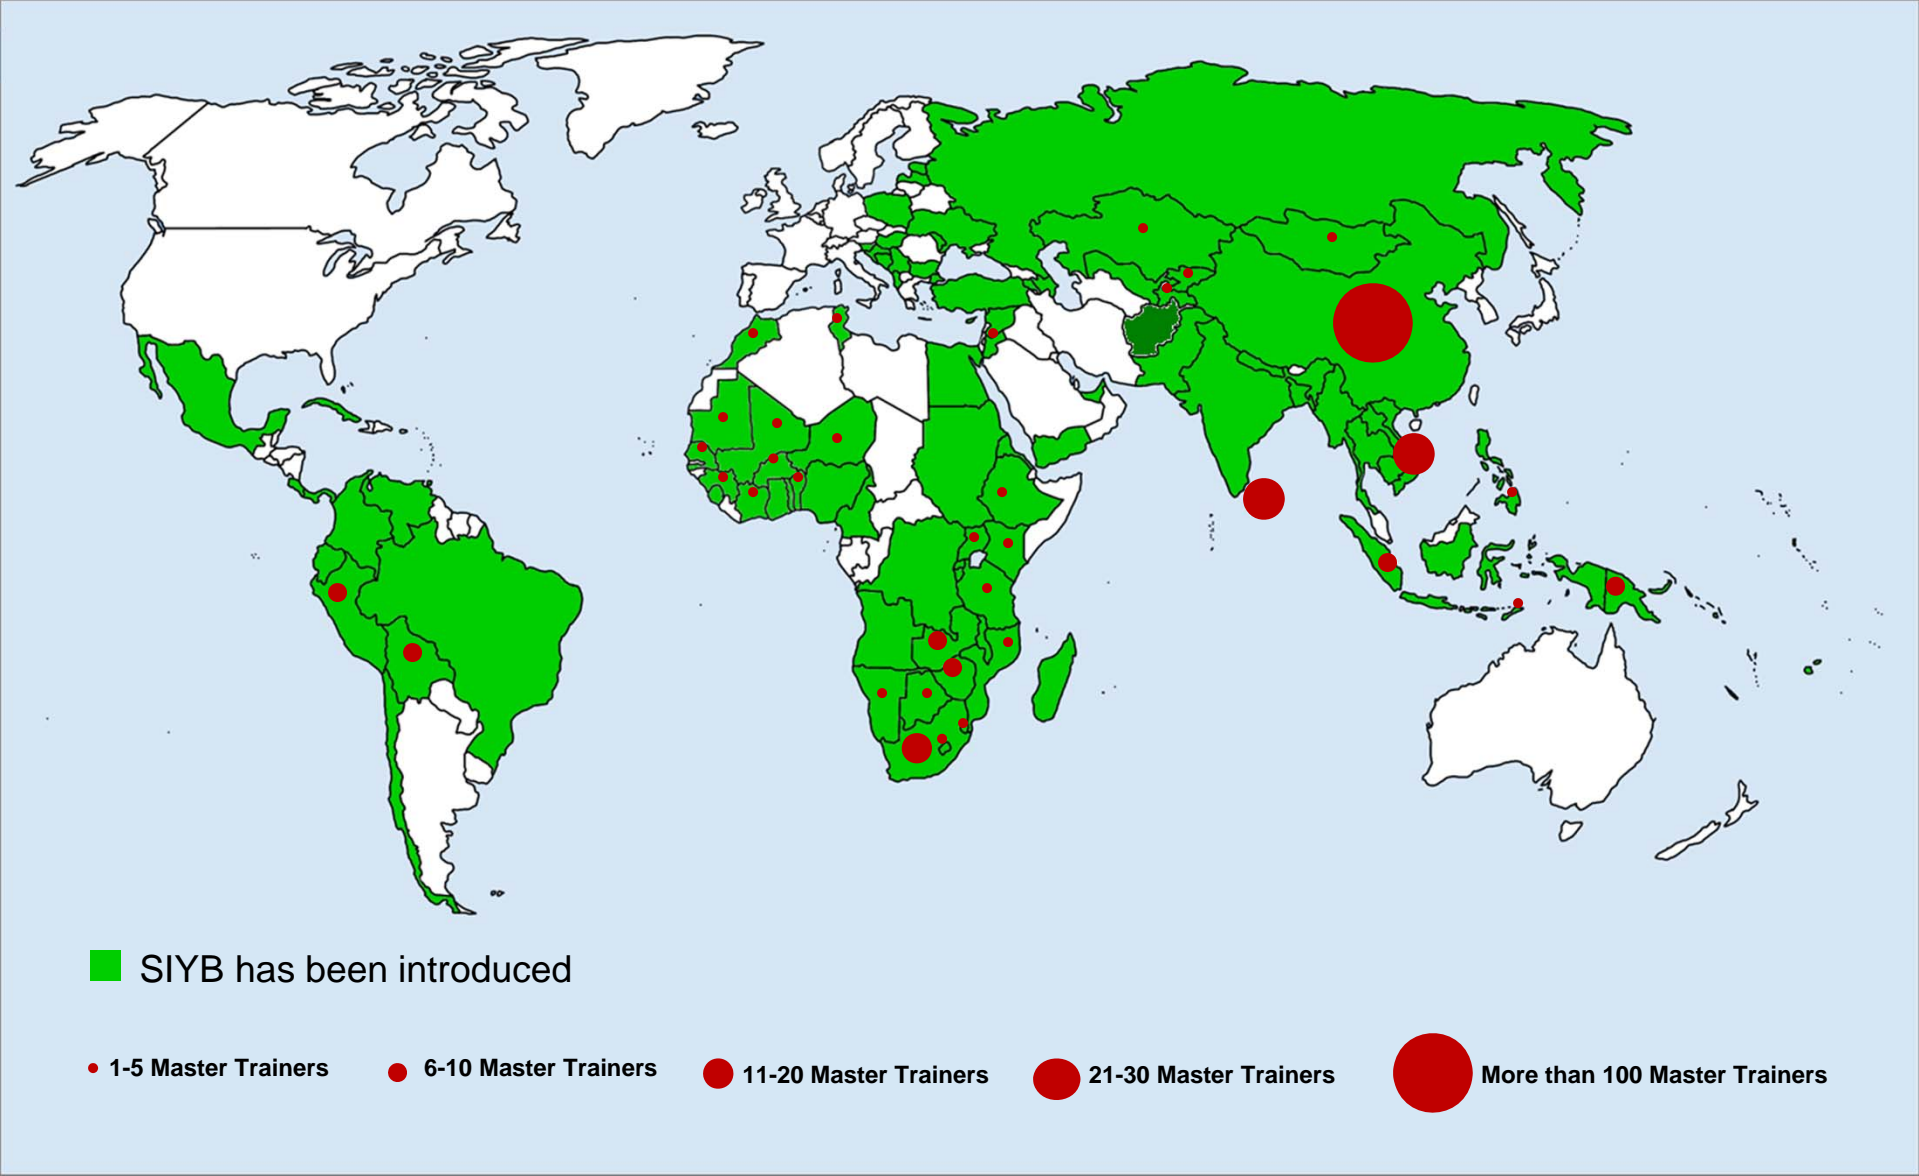 SIYB has been introduced
1-5 Master Trainers
6-10 Master Trainers
11-20 Master Trainers
21-30 Master Trainers
More than 100 Master Trainers